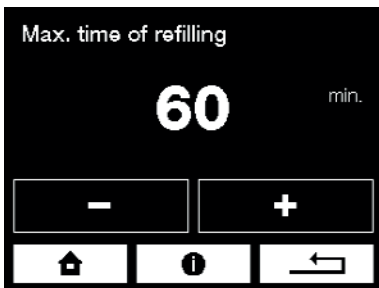 Max. time of refilling
60 min.
- +